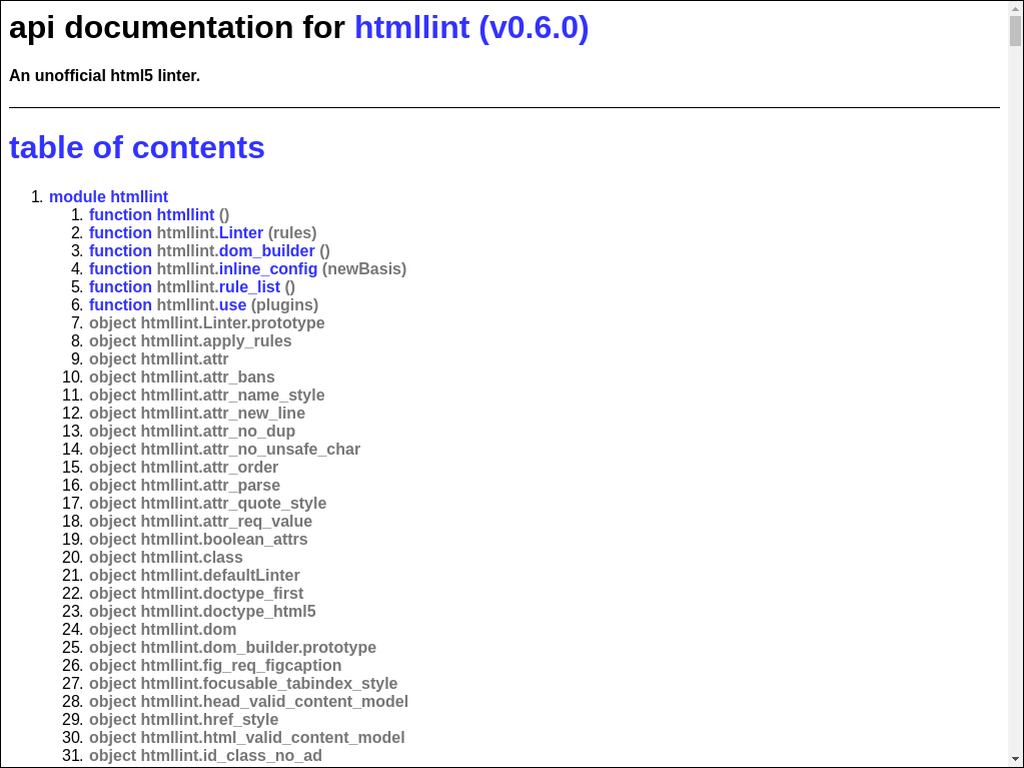 api documentation for htmllint (v0.6.0)
An unofficial html5 linter.
table of contents
1. module htmllint
1. function htmllint ()
2. function htmllint.Linter (rules)
3. function htmllint.dom_builder ()
4. function htmllint.inline_config (newBasis)
5. function htmllint.rule_list ()
6. function htmllint.use (plugins)
7. object htmllint.Linter.prototype
8. object htmllint.apply_rules
9. object htmllint.attr
10. object htmllint.attr_bans
11. object htmllint.attr_name_style
12. object htmllint.attr_new_line
13. object htmllint.attr_no_dup
14. object htmllint.attr_no_unsafe_char
15. object htmllint.attr_order
16. object htmllint.attr_parse
17. object htmllint.attr_quote_style
18. object htmllint.attr_req_value
19. object htmllint.boolean_attrs
20. object htmllint.class
21. object htmllint.defaultLinter
22. object htmllint.doctype_first
23. object htmllint.doctype_html5
24. object htmllint.dom
25. object htmllint.dom_builder.prototype
26. object htmllint.fig_req_figcaption
27. object htmllint.focusable_tabindex_style
28. object htmllint.head_valid_content_model
29. object htmllint.href_style
30. object htmllint.html_valid_content_model
31. object htmllint.id_class_no_ad